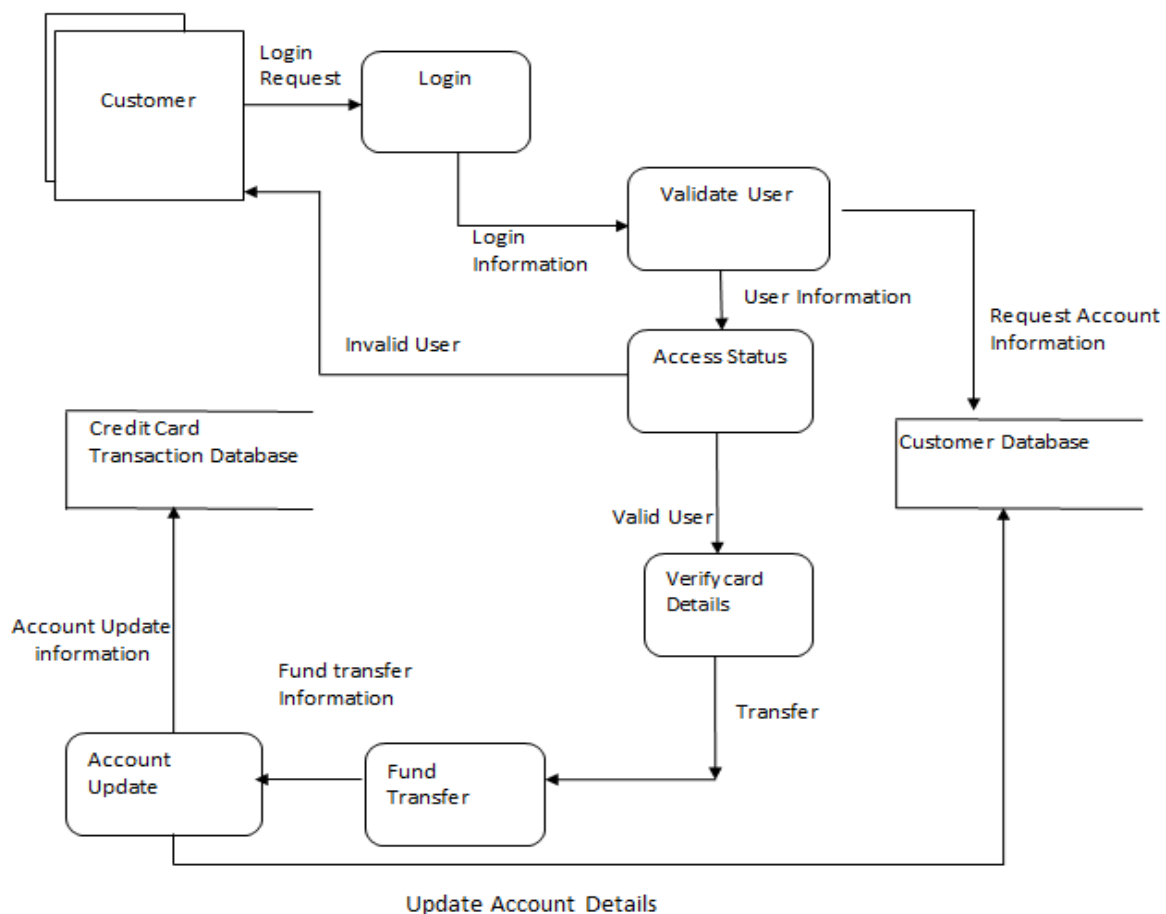 Login
Request
Login
Customer
Validate User
Login
Information
User Information
Request Account
Information
Invalid User
Access Status
Credit Card
Transaction Database
Customer Database
Valid User
Verify card
Details
Account Update
information
Fund transfer
Information
Transfer
Account
Update
Fund
Transfer
Update Account Details